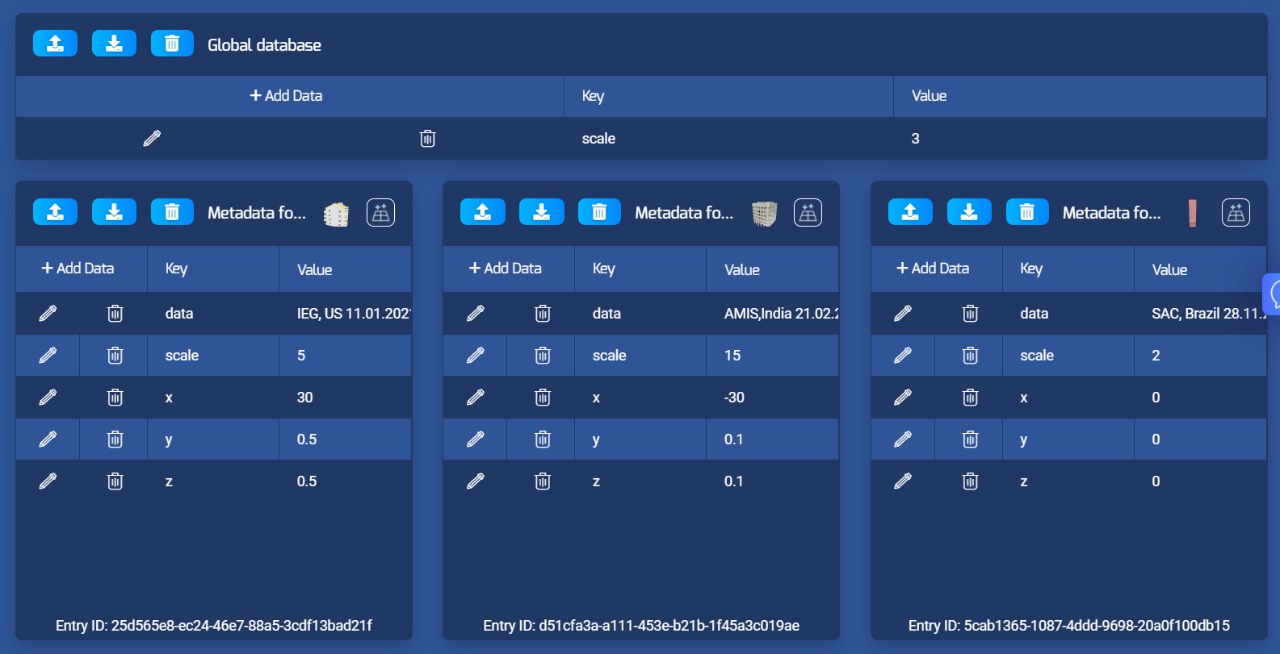 Global database
+ Add Data Key Value
scale 3
Metadata fo...
+ Add Data Key Value
data IEG, US 11.01.202
scale 5
x 30
y 0.5
z 0.5
Entry ID: 25d565e8-ec24-46e7-88a5-3cdf13bad21f
Metadata fo...
+ Add Data Key Value
data AMIS,India 21.02.2
scale 15
x -30
y 0.1
z 0.1
Entry ID: d51cfa3a-a111-453e-b21b-1f45a3c019ae
Metadata fo...
+ Add Data Key Value
data SAC, Brazil 28.11.
scale 2
x 0
y 0
z 0
Entry ID: 5cab1365-1087-4ddd-9698-20a0f100db15